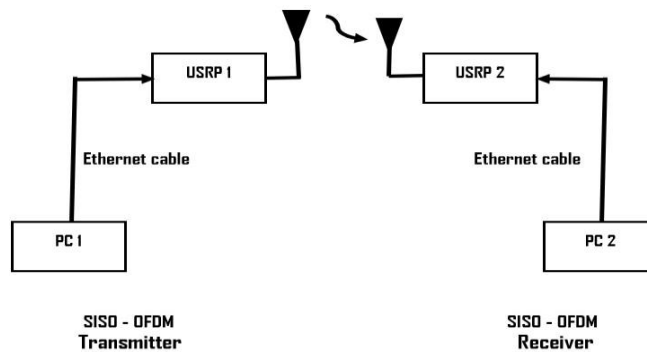 USRP 1
USRP 2
Ethernet cable
Ethernet cable
PC 1
PC 2
SISO - OFDM
Transmitter
SISO - OFDM
Receiver